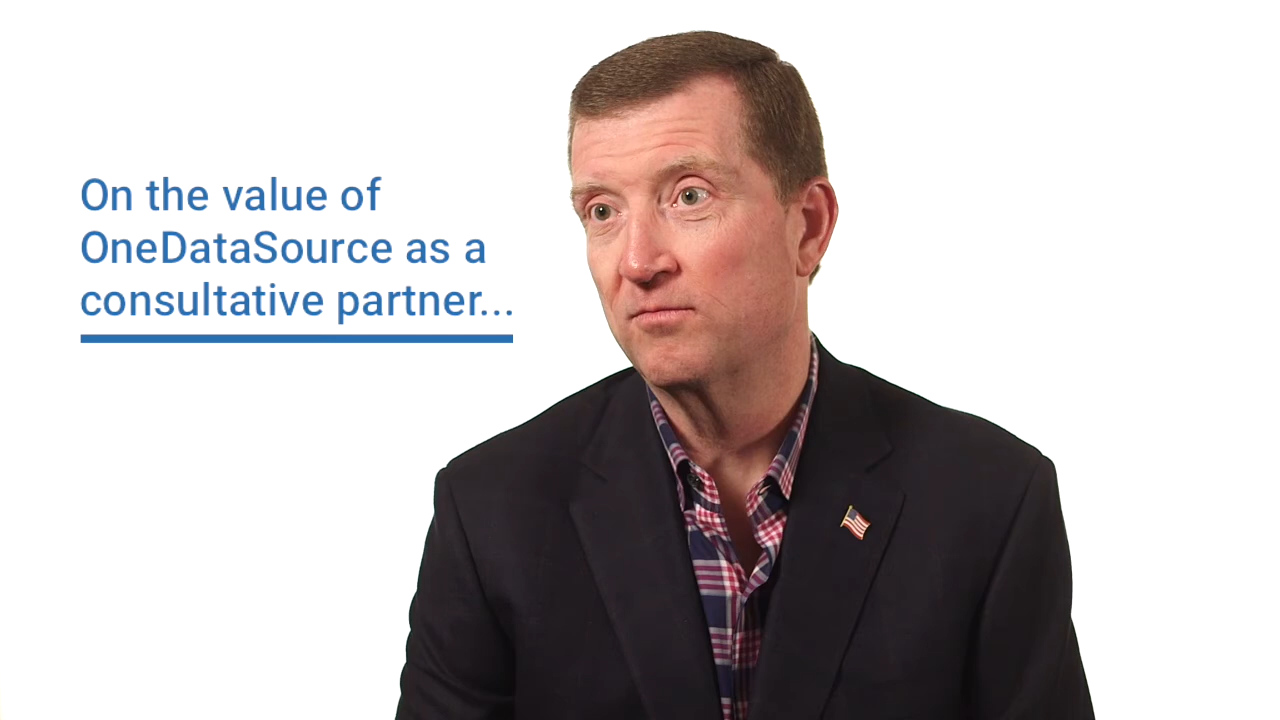 On the value of
OneDataSource as a
consultative partner...